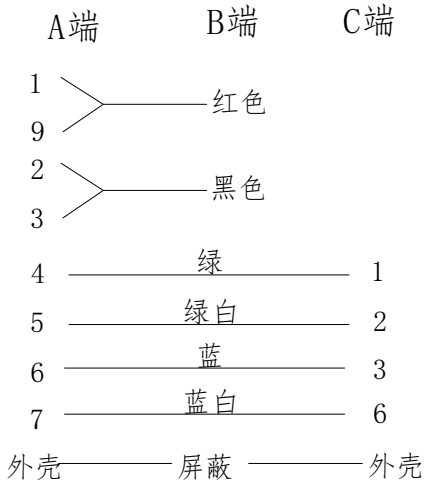 A端 B端 C端
1
红色
9
2
黑色
3
4 绿 1
5 绿白 2
6 蓝 3
7 蓝白 6
外壳 屏蔽 外壳